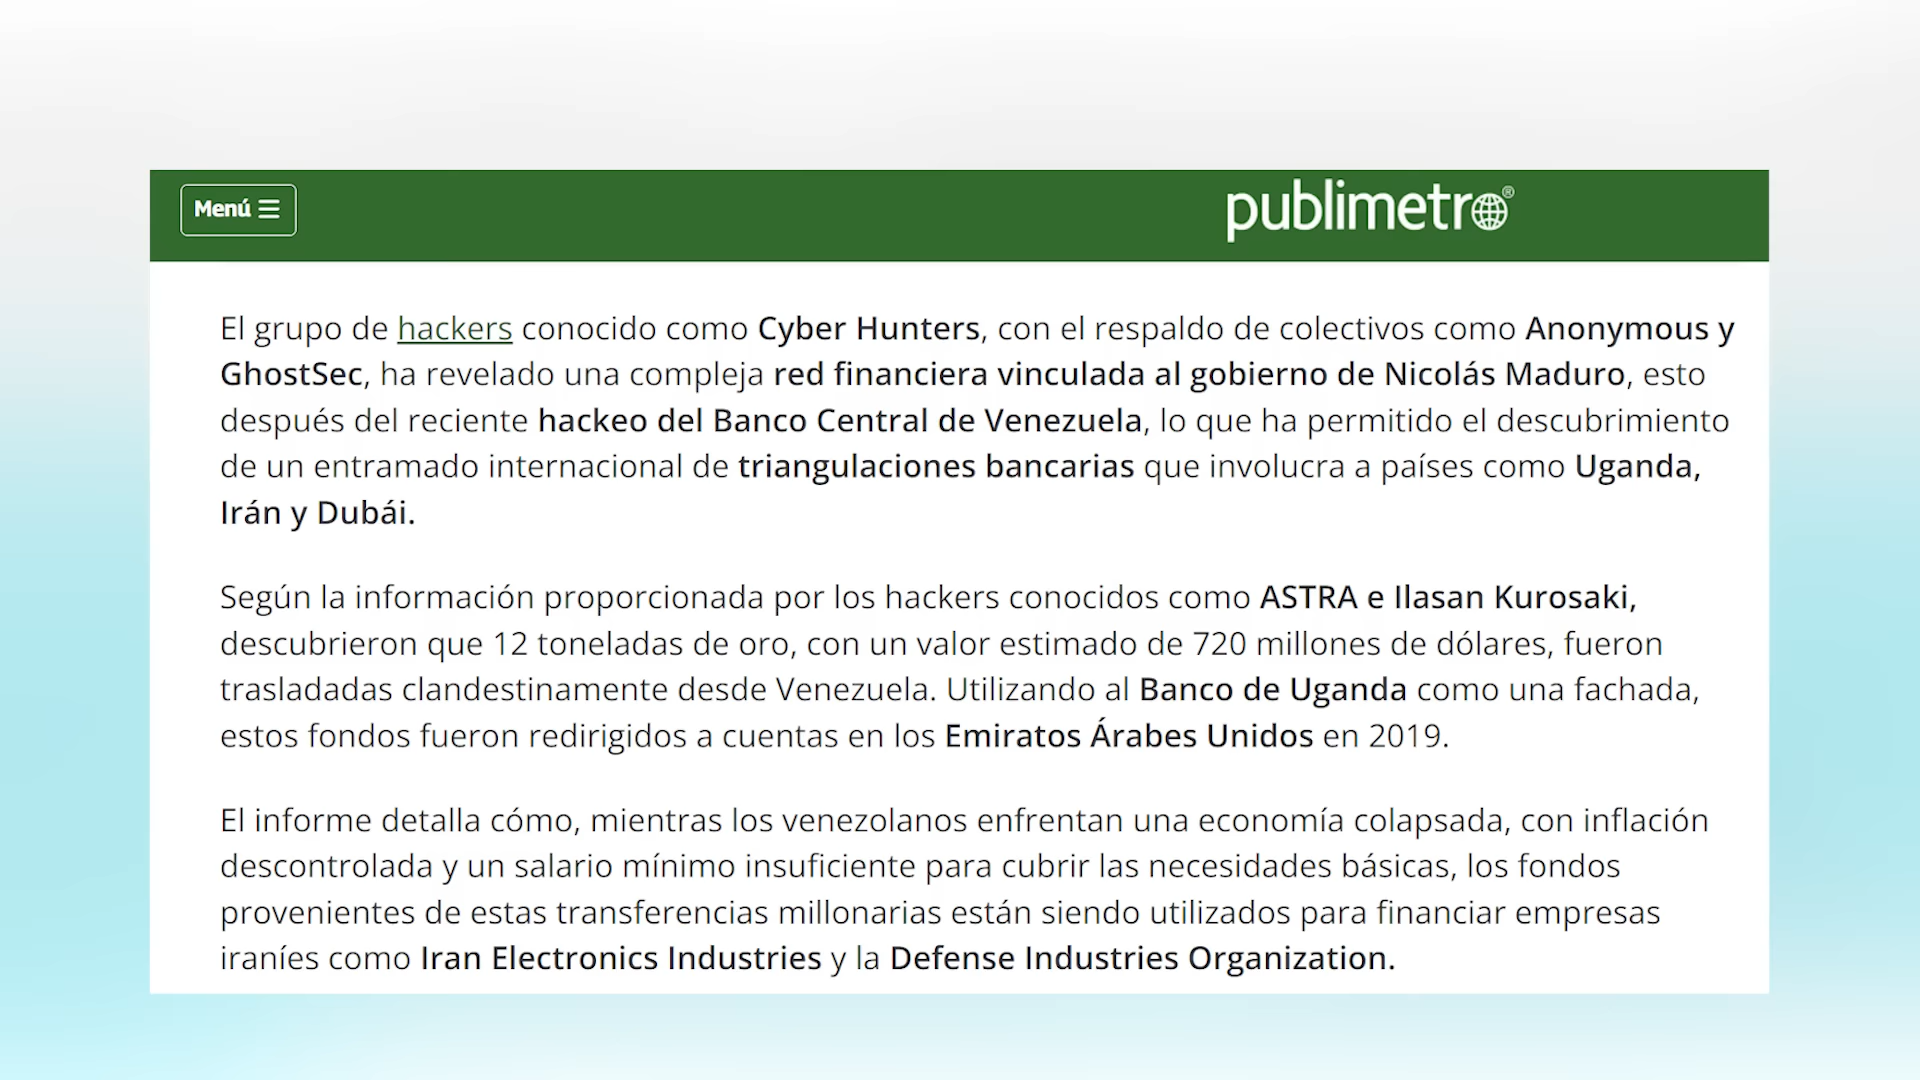 Menú
publimetro®
El grupo de hackers conocido como Cyber Hunters, con el respaldo de colectivos como Anonymous y
GhostSec, ha revelado una compleja red financiera vinculada al gobierno de Nicolás Maduro, esto
después del reciente hackeo del Banco Central de Venezuela, lo que ha permitido el descubrimiento
de un entramado internacional de triangulaciones bancarias que involucra a países como Uganda,
Irán y Dubái.
Según la información proporcionada por los hackers conocidos como ASTRA e Ilasan Kurosaki,
descubrieron que 12 toneladas de oro, con un valor estimado de 720 millones de dólares, fueron
trasladadas clandestinamente desde Venezuela. Utilizando al Banco de Uganda como una fachada,
estos fondos fueron redirigidos a cuentas en los Emiratos Árabes Unidos en 2019.
El informe detalla cómo, mientras los venezolanos enfrentan una economía colapsada, con inflación
descontrolada y un salario mínimo insuficiente para cubrir las necesidades básicas, los fondos
provenientes de estas transferencias millonarias están siendo utilizados para financiar empresas
iraníes como Iran Electronics Industries y la Defense Industries Organization.